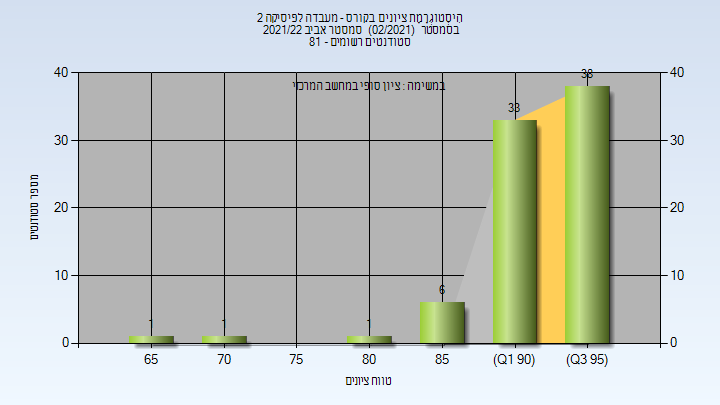 היסטוגרמת ציונים בקורס - מעבדה לפיסיקה 2
בסמסטר (02/2021) סמסטר אביב 2021/22
סטודנטים רשומים - 81
במשימה : ציון סופי במחשב המרכזי
40 40
30 30
20 20
10 10
0 0
1 1 1 6 33 38
65 70 75 80 85 (Q1 90) (Q3 95)
מספר סטודנטים
טווח ציונים